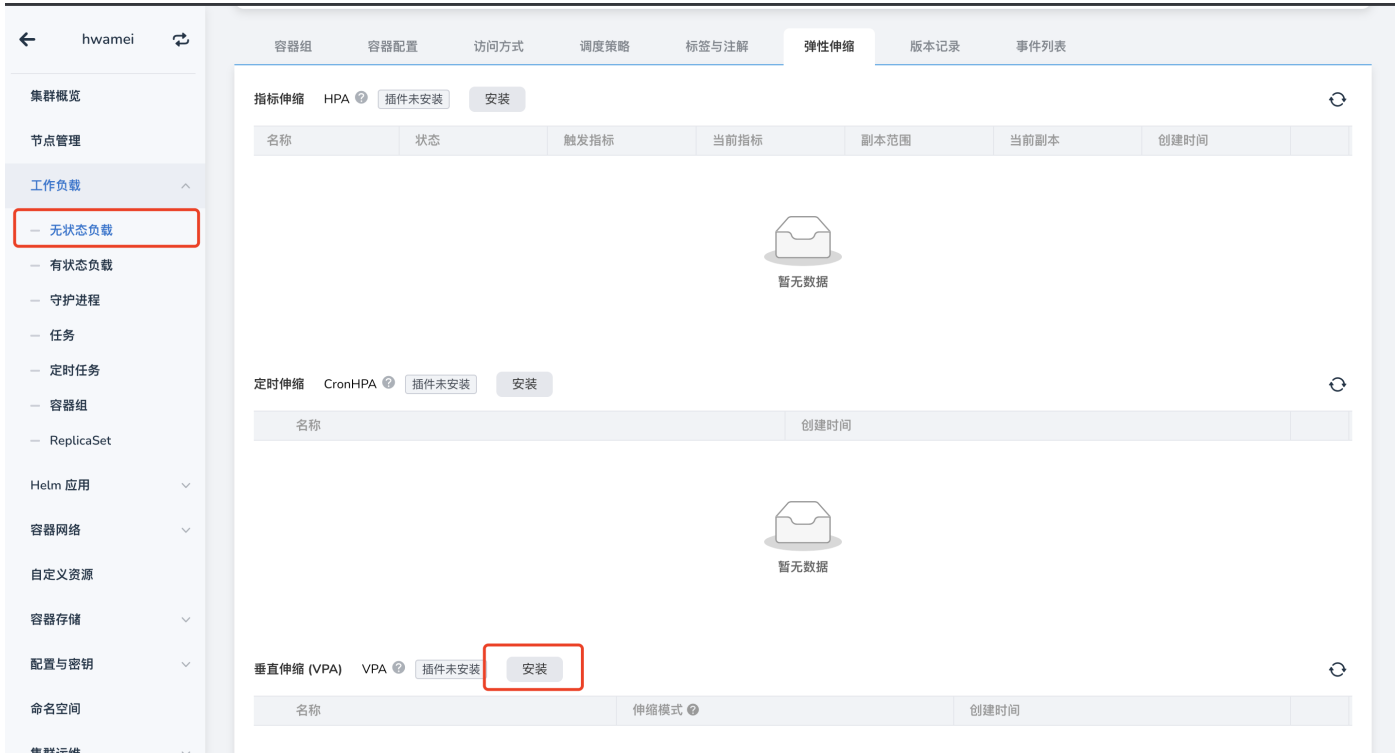 hwamei
集群概览
节点管理
工作负载
无状态负载
有状态负载
守护进程
任务
定时任务
容器组
ReplicaSet
Helm 应用
容器网络
自定义资源
容器存储
配置与密钥
命名空间
集群运维
容器组 容器配置 访问方式 调度策略 标签与注解 弹性伸缩 版本记录 事件列表
指标伸缩 HPA 插件未安装 安装
名称 状态 触发指标 当前指标 副本范围 当前副本 创建时间
暂无数据
定时伸缩 CronHPA 插件未安装 安装
名称 创建时间
暂无数据
垂直伸缩 (VPA) VPA 插件未安装 安装
名称 伸缩模式 创建时间